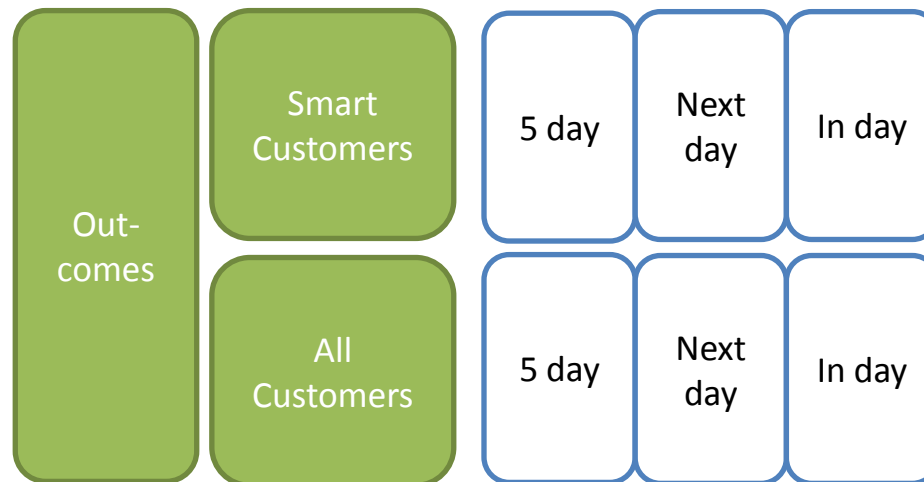 Out-
comes
Smart
Customers
5 day
Next
day
In day
All
Customers
5 day
Next
day
In day